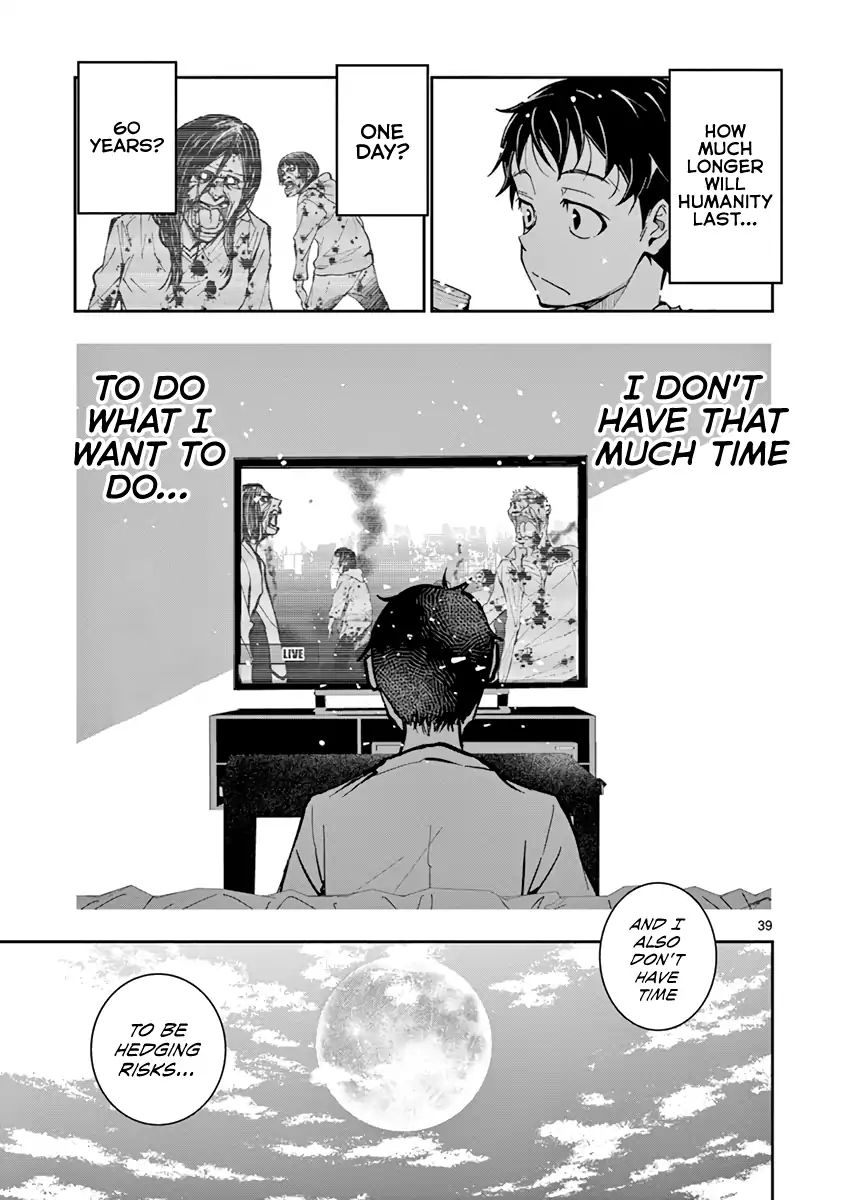 HOW
MUCH
LONGER
WILL
HUMANITY
LAST...
ONE
DAY?
60
YEARS?
I DON'T
HAVE THAT
MUCH TIME
TO DO
WHAT I
WANT TO
DO...
LIVE
39
AND I
ALSO
DON'T
HAVE
TIME
TO BE
HEDGING
RISKS...